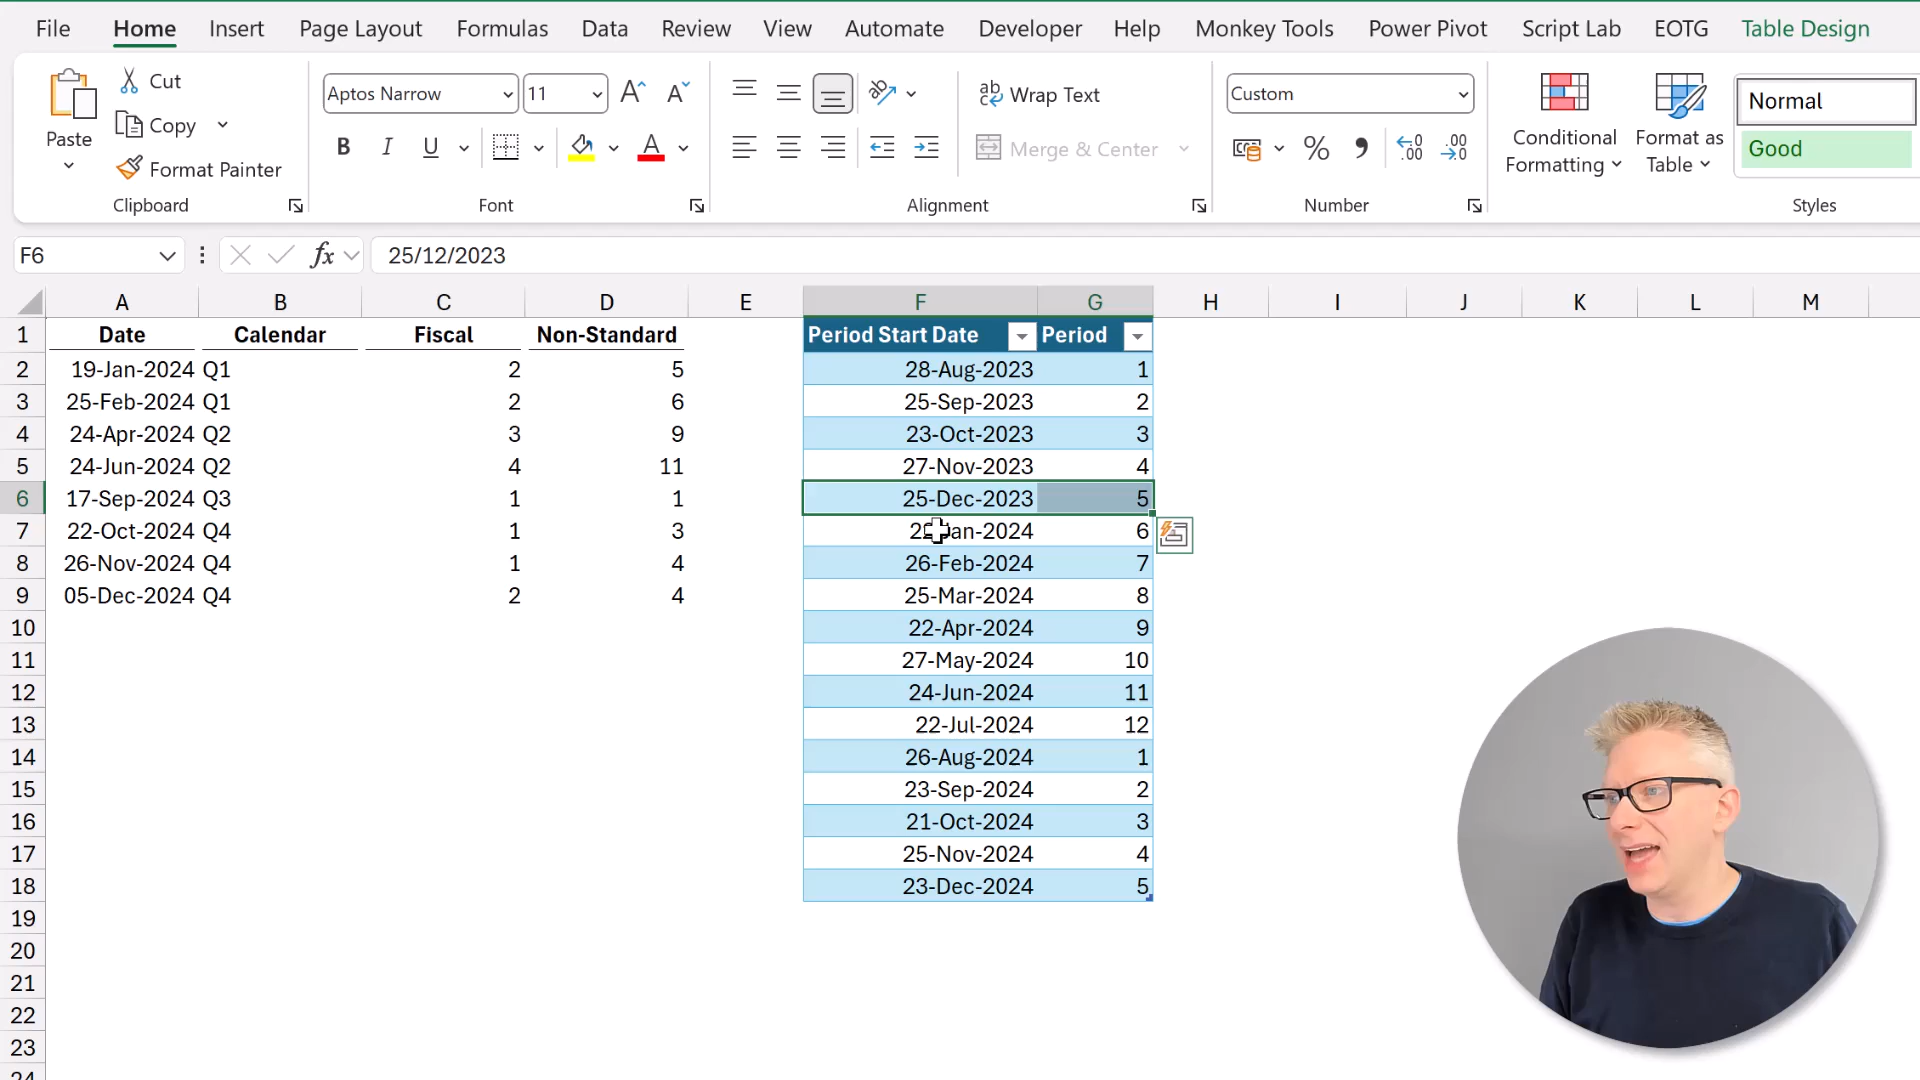 File Home Insert Page Layout Formulas Data Review View Automate Developer Help Monkey Tools Power Pivot Script Lab EOTG Table Design
Paste
Cut
Copy
Format Painter
Clipboard
Aptos Narrow 11
B I U
Font
Wrap Text
Merge & Center
Alignment
Custom
Number
Conditional Formatting
Format as Table
Normal
Good
Styles
F6 fx 25/12/2023
A B C D E F G H I J K L M
1 Date Calendar Fiscal Non-Standard Period Start Date Period
2 19-Jan-2024 Q1 2 5 28-Aug-2023 1
3 25-Feb-2024 Q1 2 6 25-Sep-2023 2
4 24-Apr-2024 Q2 3 9 23-Oct-2023 3
5 24-Jun-2024 Q2 4 11 27-Nov-2023 4
6 17-Sep-2024 Q3 1 1 25-Dec-2023 5
7 22-Oct-2024 Q4 1 3 6
8 26-Nov-2024 Q4 1 4 26-Feb-2024 7
9 05-Dec-2024 Q4 2 4 25-Mar-2024 8
10 22-Apr-2024 9
11 27-May-2024 10
12 24-Jun-2024 11
13 22-Jul-2024 12
14 26-Aug-2024 1
15 23-Sep-2024 2
16 21-Oct-2024 3
17 25-Nov-2024 4
18 23-Dec-2024 5
19
20
21
22
23
24